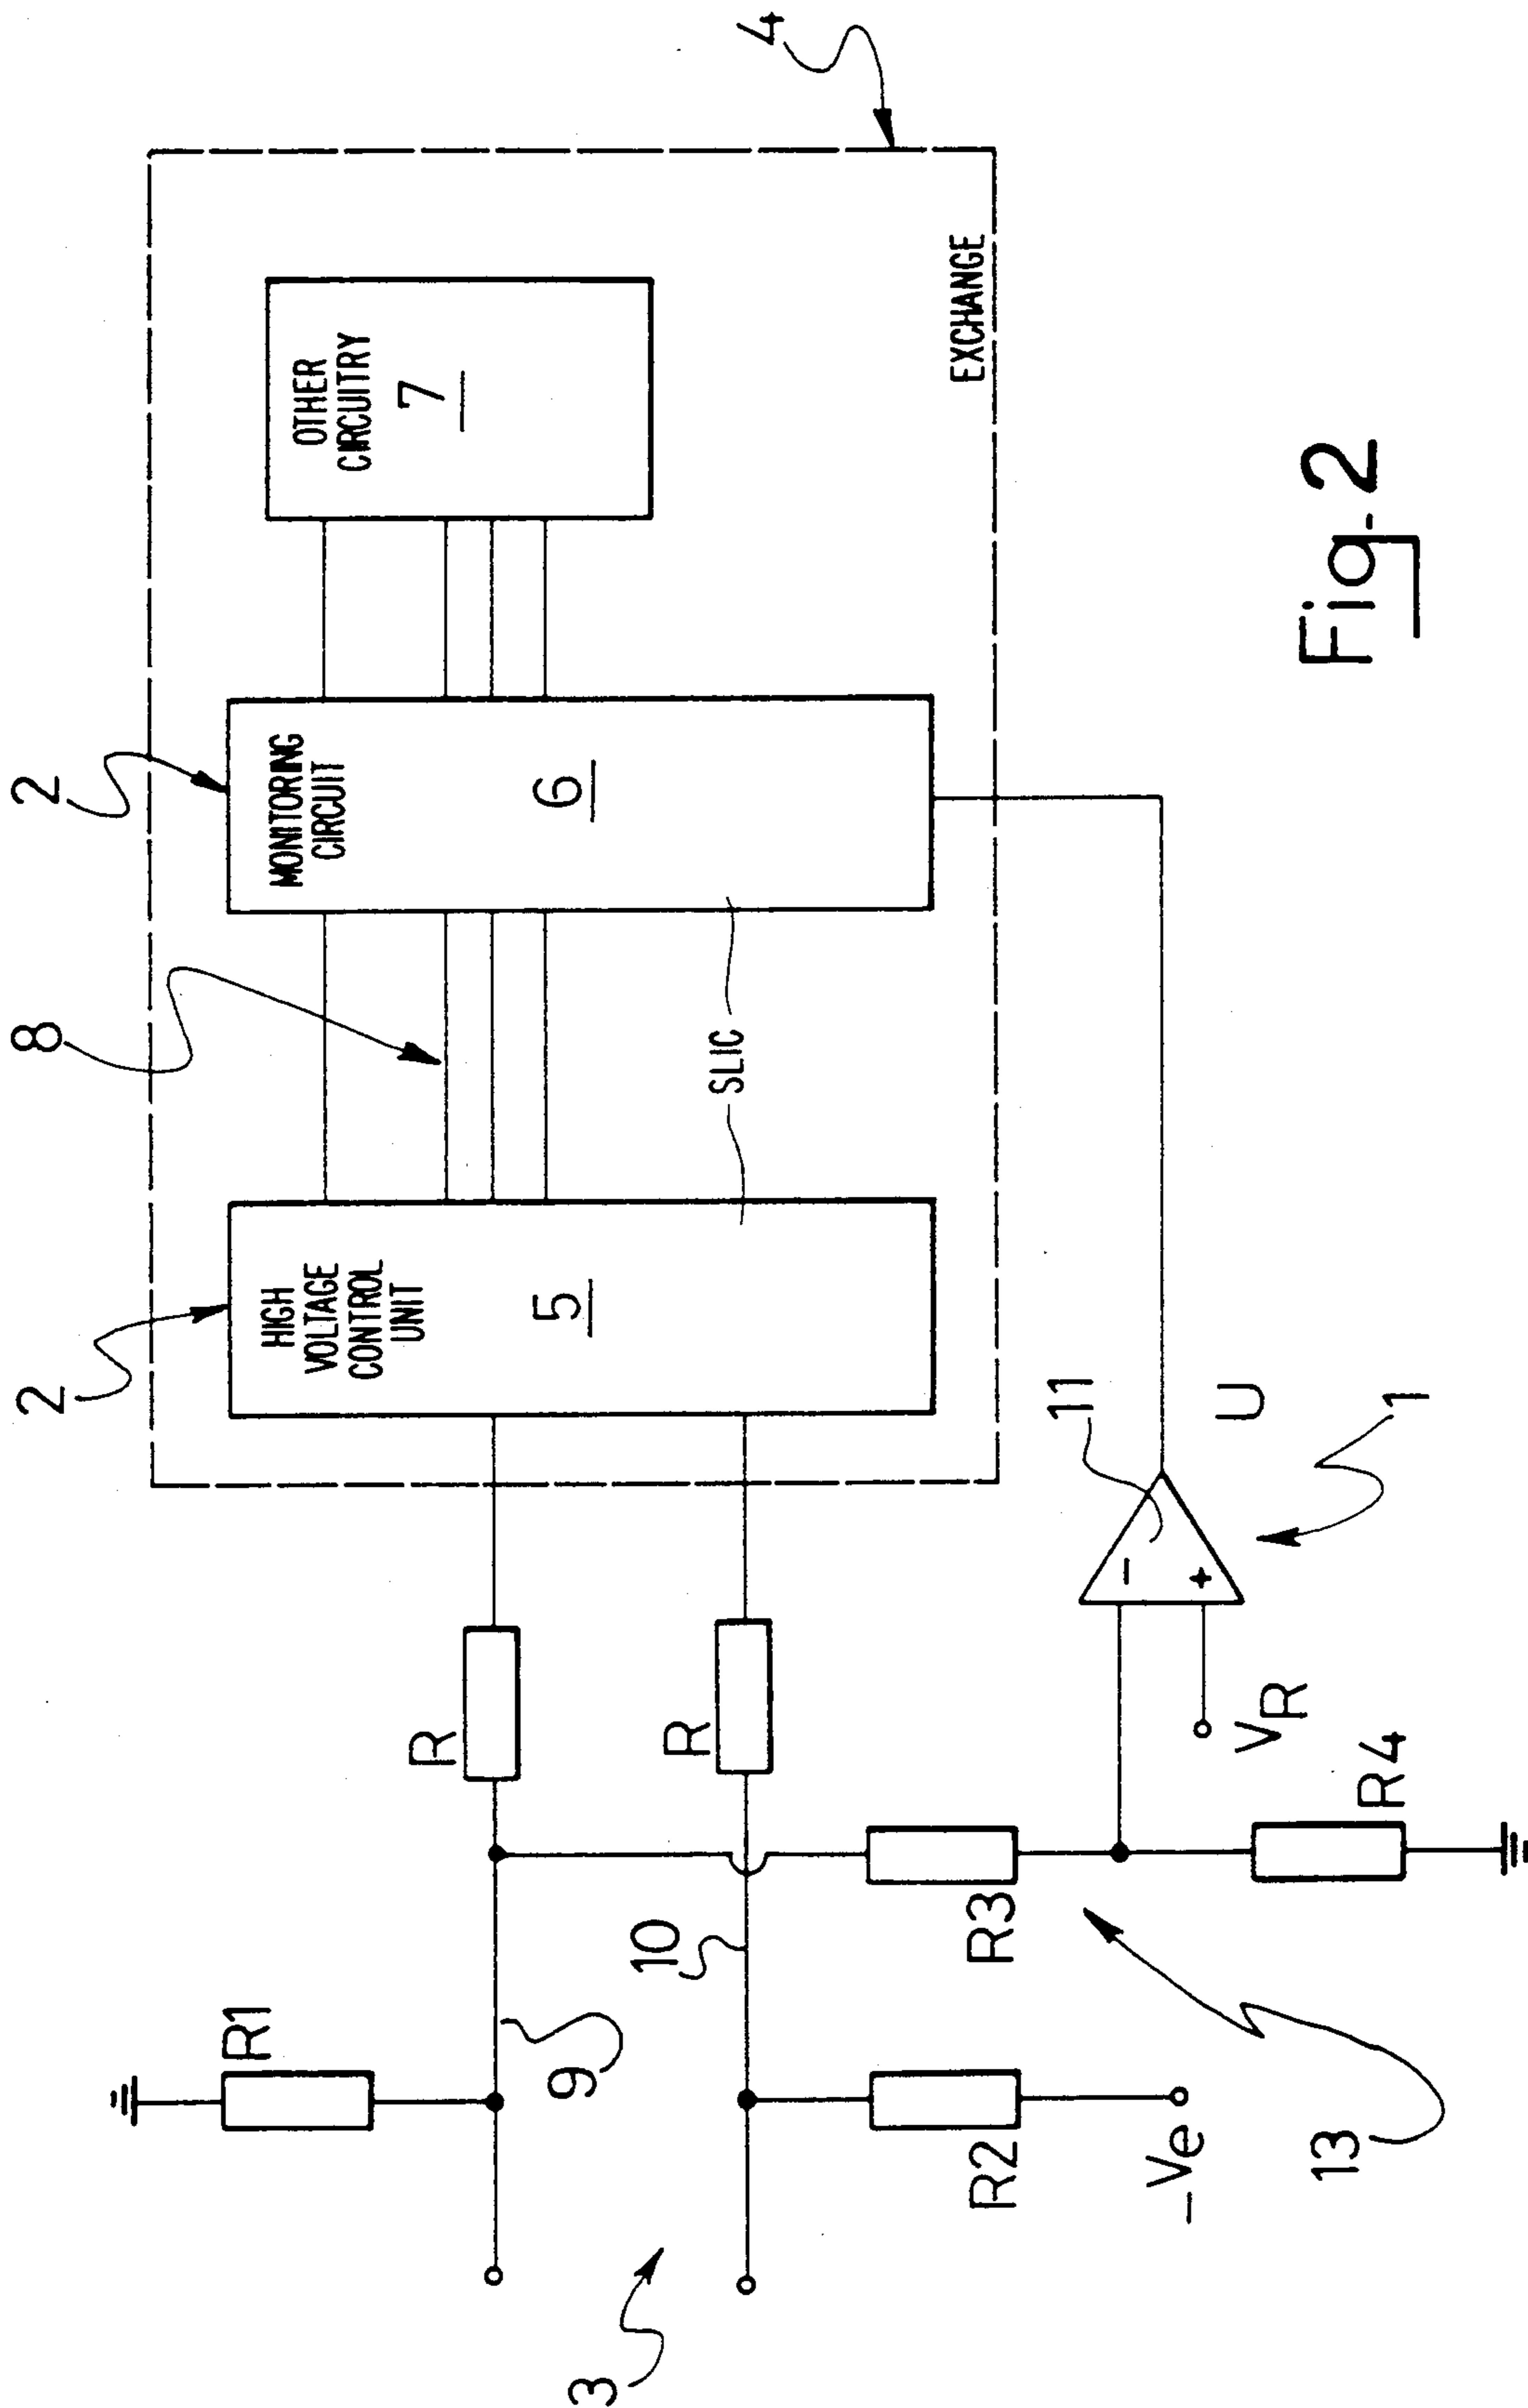 4
2
8
2
OTHER
CIRCUITRY
7
MONITORING
CIRCUIT
6
HIGH
VOLTAGE
CONTROL
UNIT
5
SLIC
EXCHANGE
R
R
11
U
1
- +
VR
R1
9
10
R3
R4
R2
-Ve
13
3
Fig. 2